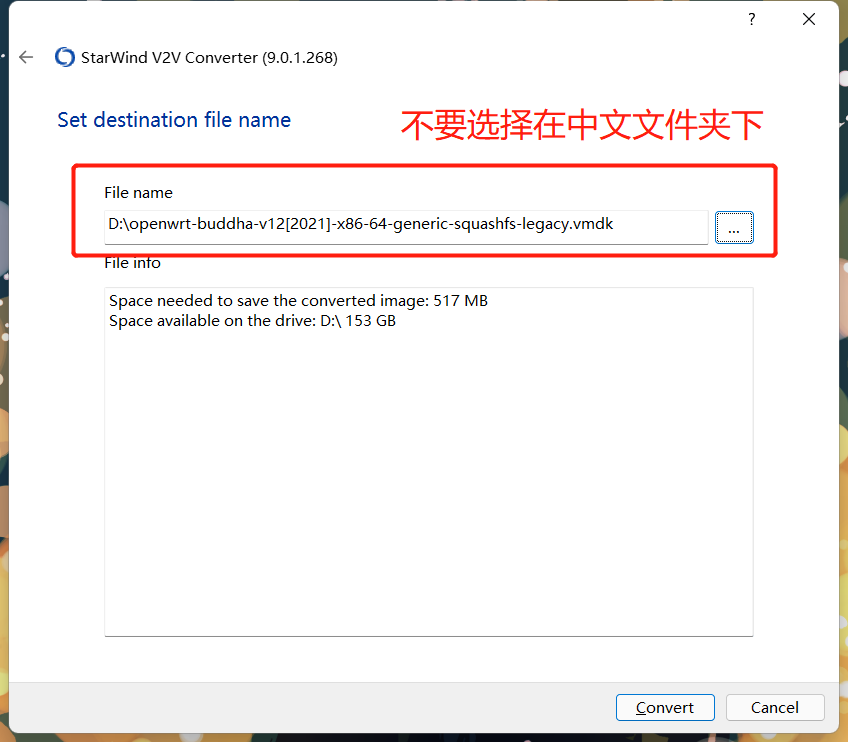 ?
StarWind V2V Converter (9.0.1.268)
Set destination file name
不要选择在中文文件夹下
File name
D:\openwrt-buddha-v12[2021]-x86-64-generic-squashfs-legacy.vmdk
...
File info
Space needed to save the converted image: 517 MB
Space available on the drive: D:\ 153 GB
Convert
Cancel